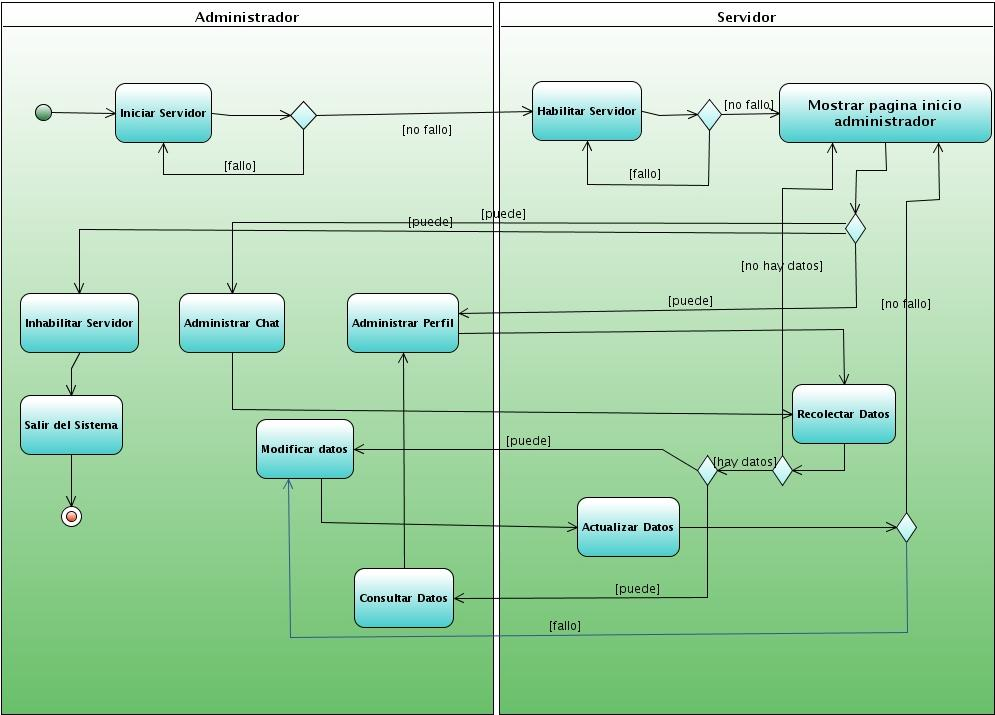 Administrador
Servidor
Iniciar Servidor
[no fallo]
[fallo]
Habilitar Servidor
[no fallo]
[fallo]
Mostrar pagina inicio
administrador
[puede]
[puede]
[no hay datos]
[puede]
[no fallo]
Inhabilitar Servidor
Administrar Chat
Administrar Perfil
Recolectar Datos
Salir del Sistema
Modificar datos
[puede]
[hay datos]
Actualizar Datos
Consultar Datos
[puede]
[fallo]